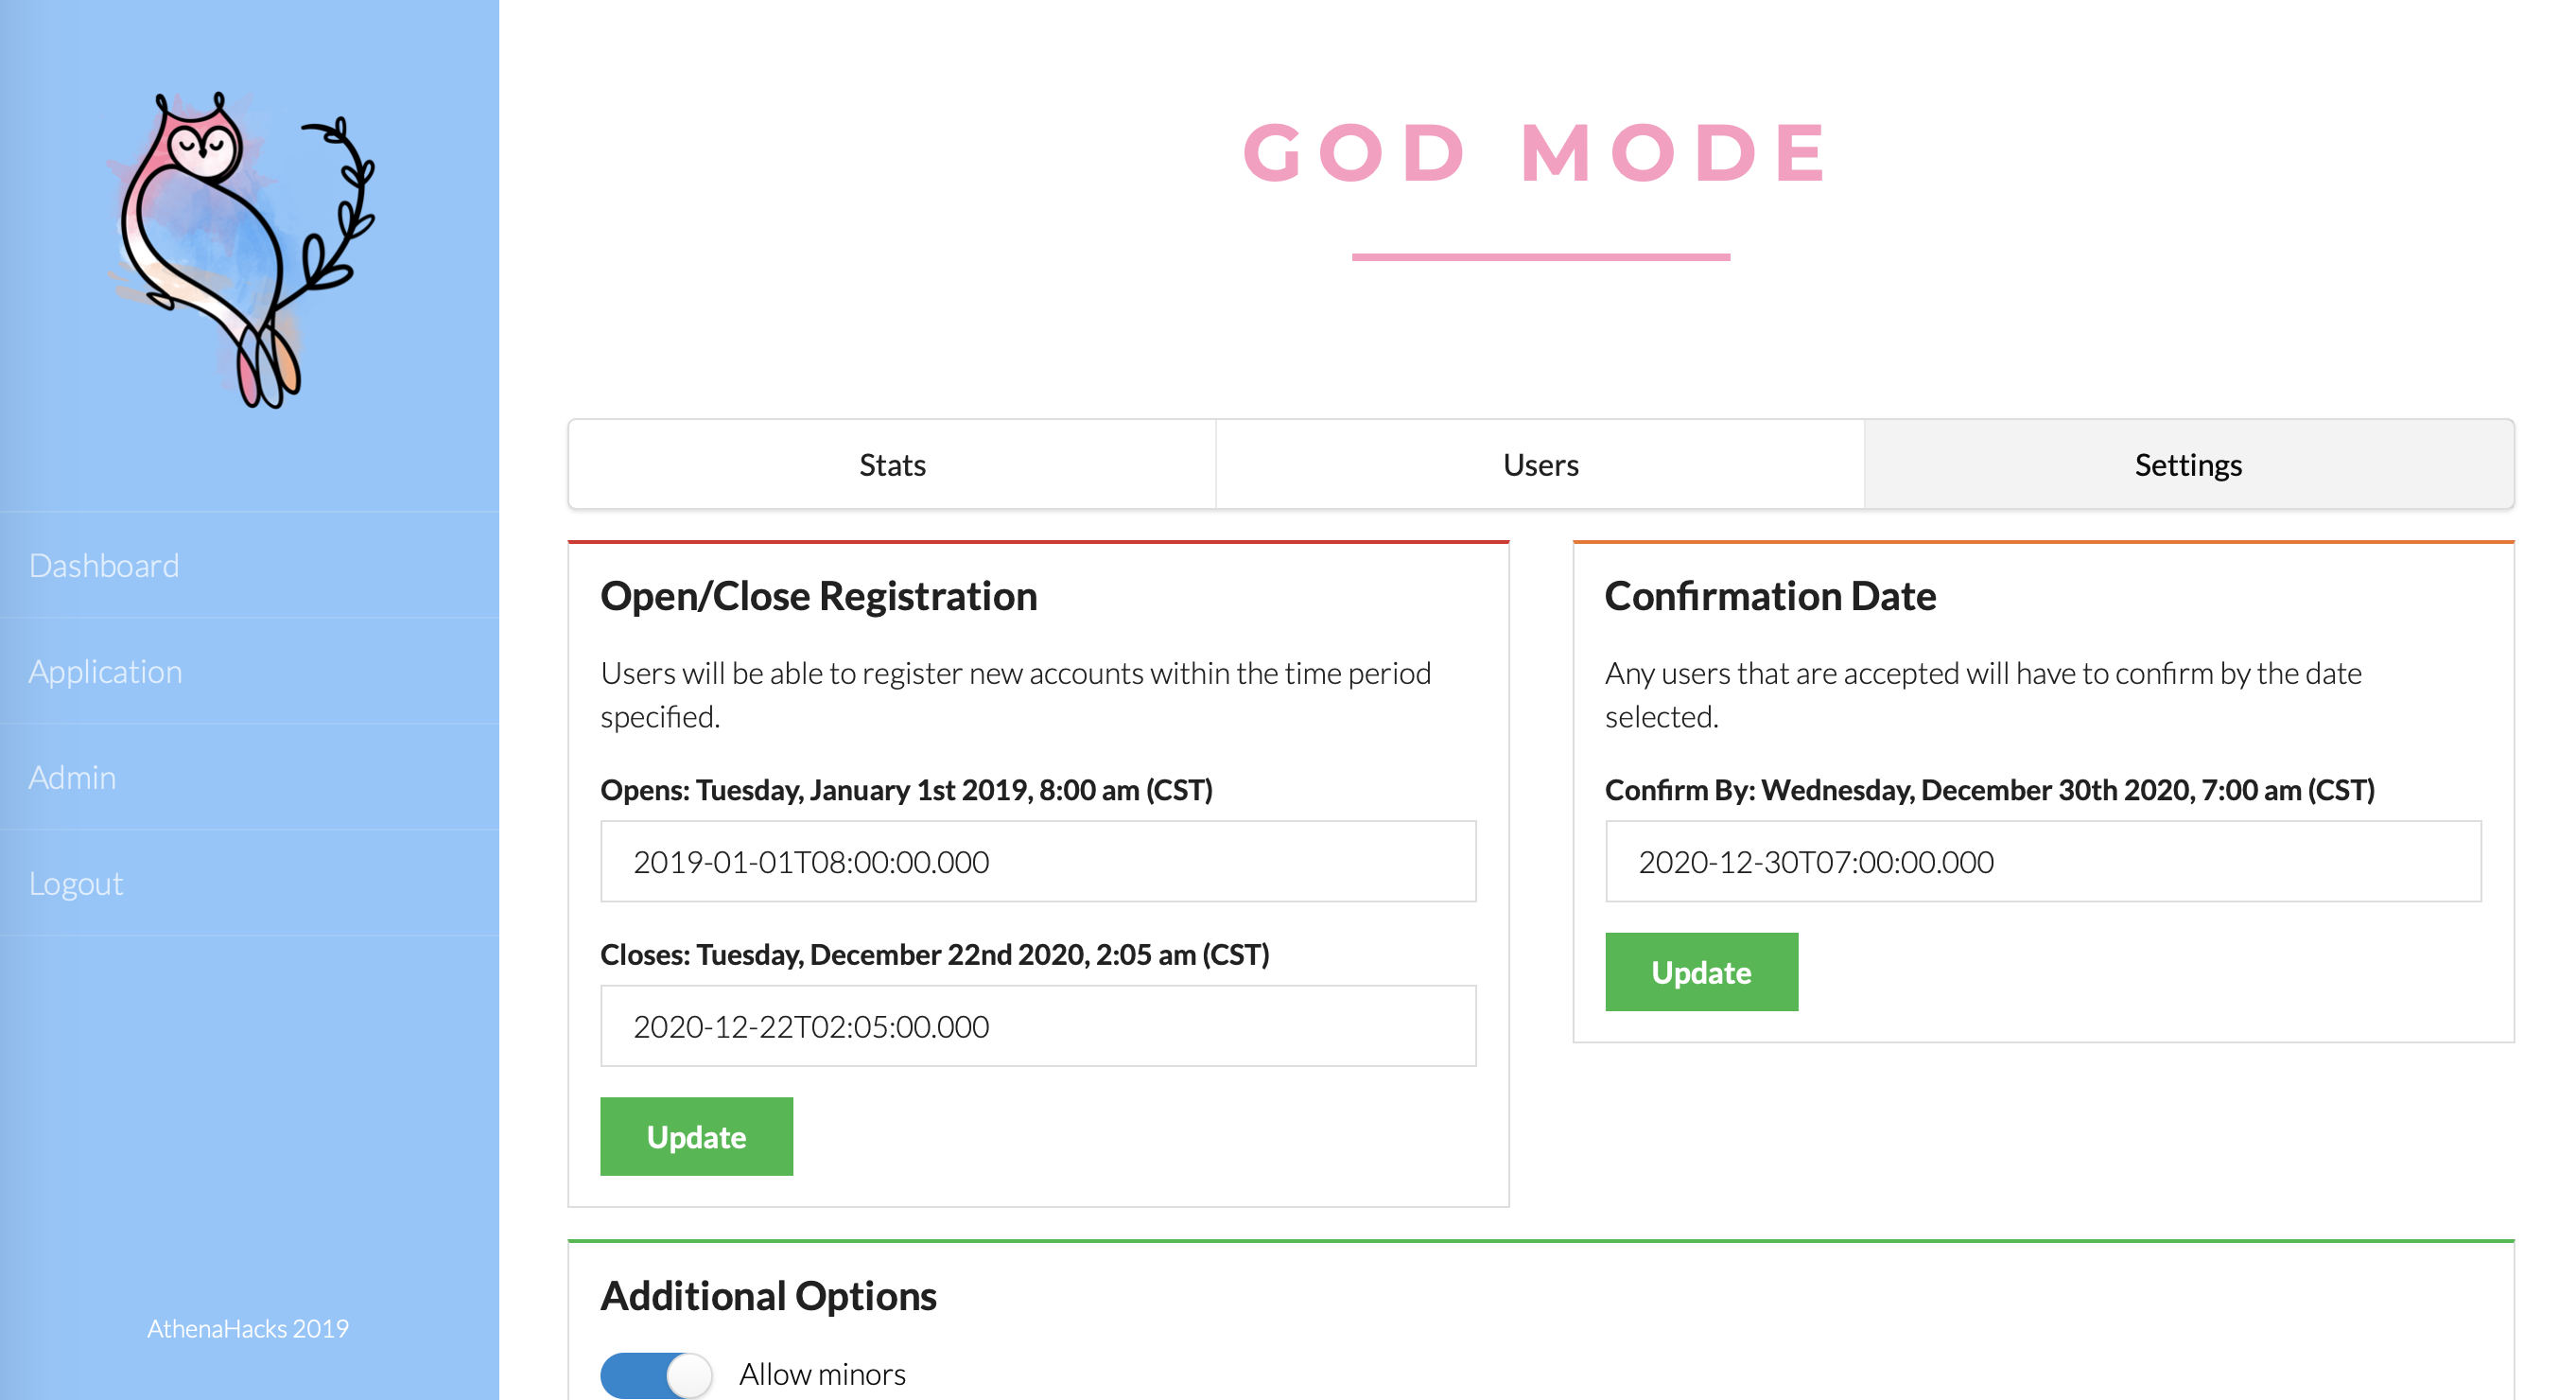 GOD MODE
Stats
Users
Settings
Dashboard
Application
Admin
Logout
AthenaHacks 2019
Open/Close Registration
Users will be able to register new accounts within the time period
specified.
Opens: Tuesday, January 1st 2019, 8:00 am (CST)
2019-01-01T08:00:00.000
Closes: Tuesday, December 22nd 2020, 2:05 am (CST)
2020-12-22T02:05:00.000
Update
Confirmation Date
Any users that are accepted will have to confirm by the date
selected.
Confirm By: Wednesday, December 30th 2020, 7:00 am (CST)
2020-12-30T07:00:00.000
Update
Additional Options
Allow minors